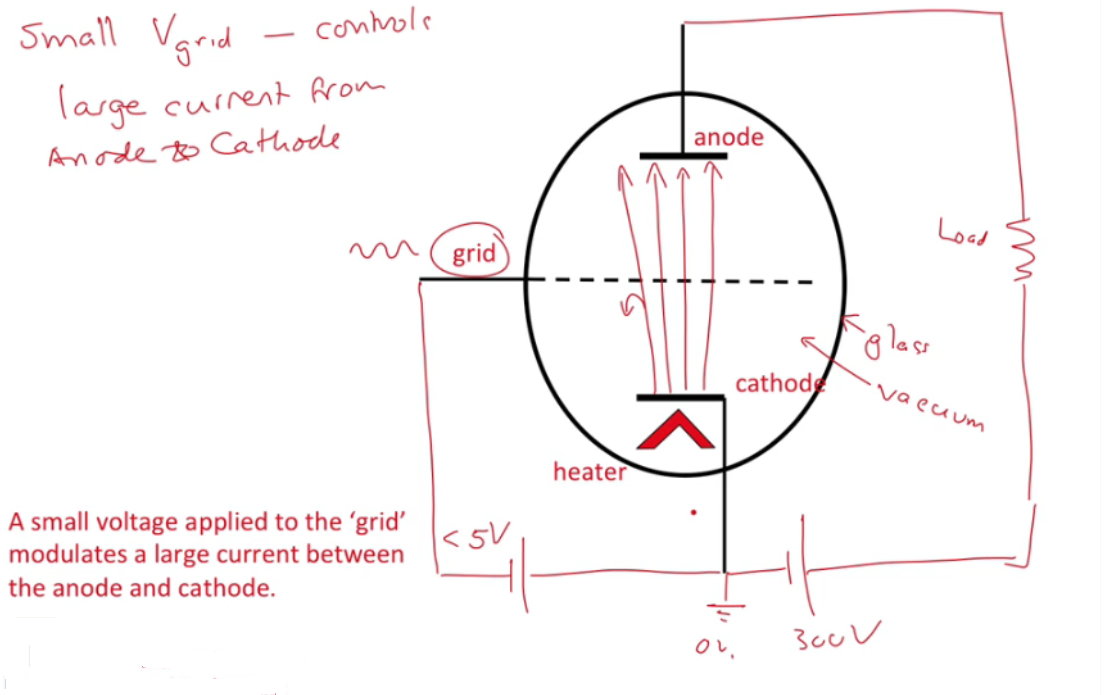 Small Vgrid – controls
large current from
Anode to Cathode
anode
grid
Load
glass
cathode
vacuum
heater
A small voltage applied to the 'grid'
modulates a large current between
the anode and cathode.
<5V
0v.
300V